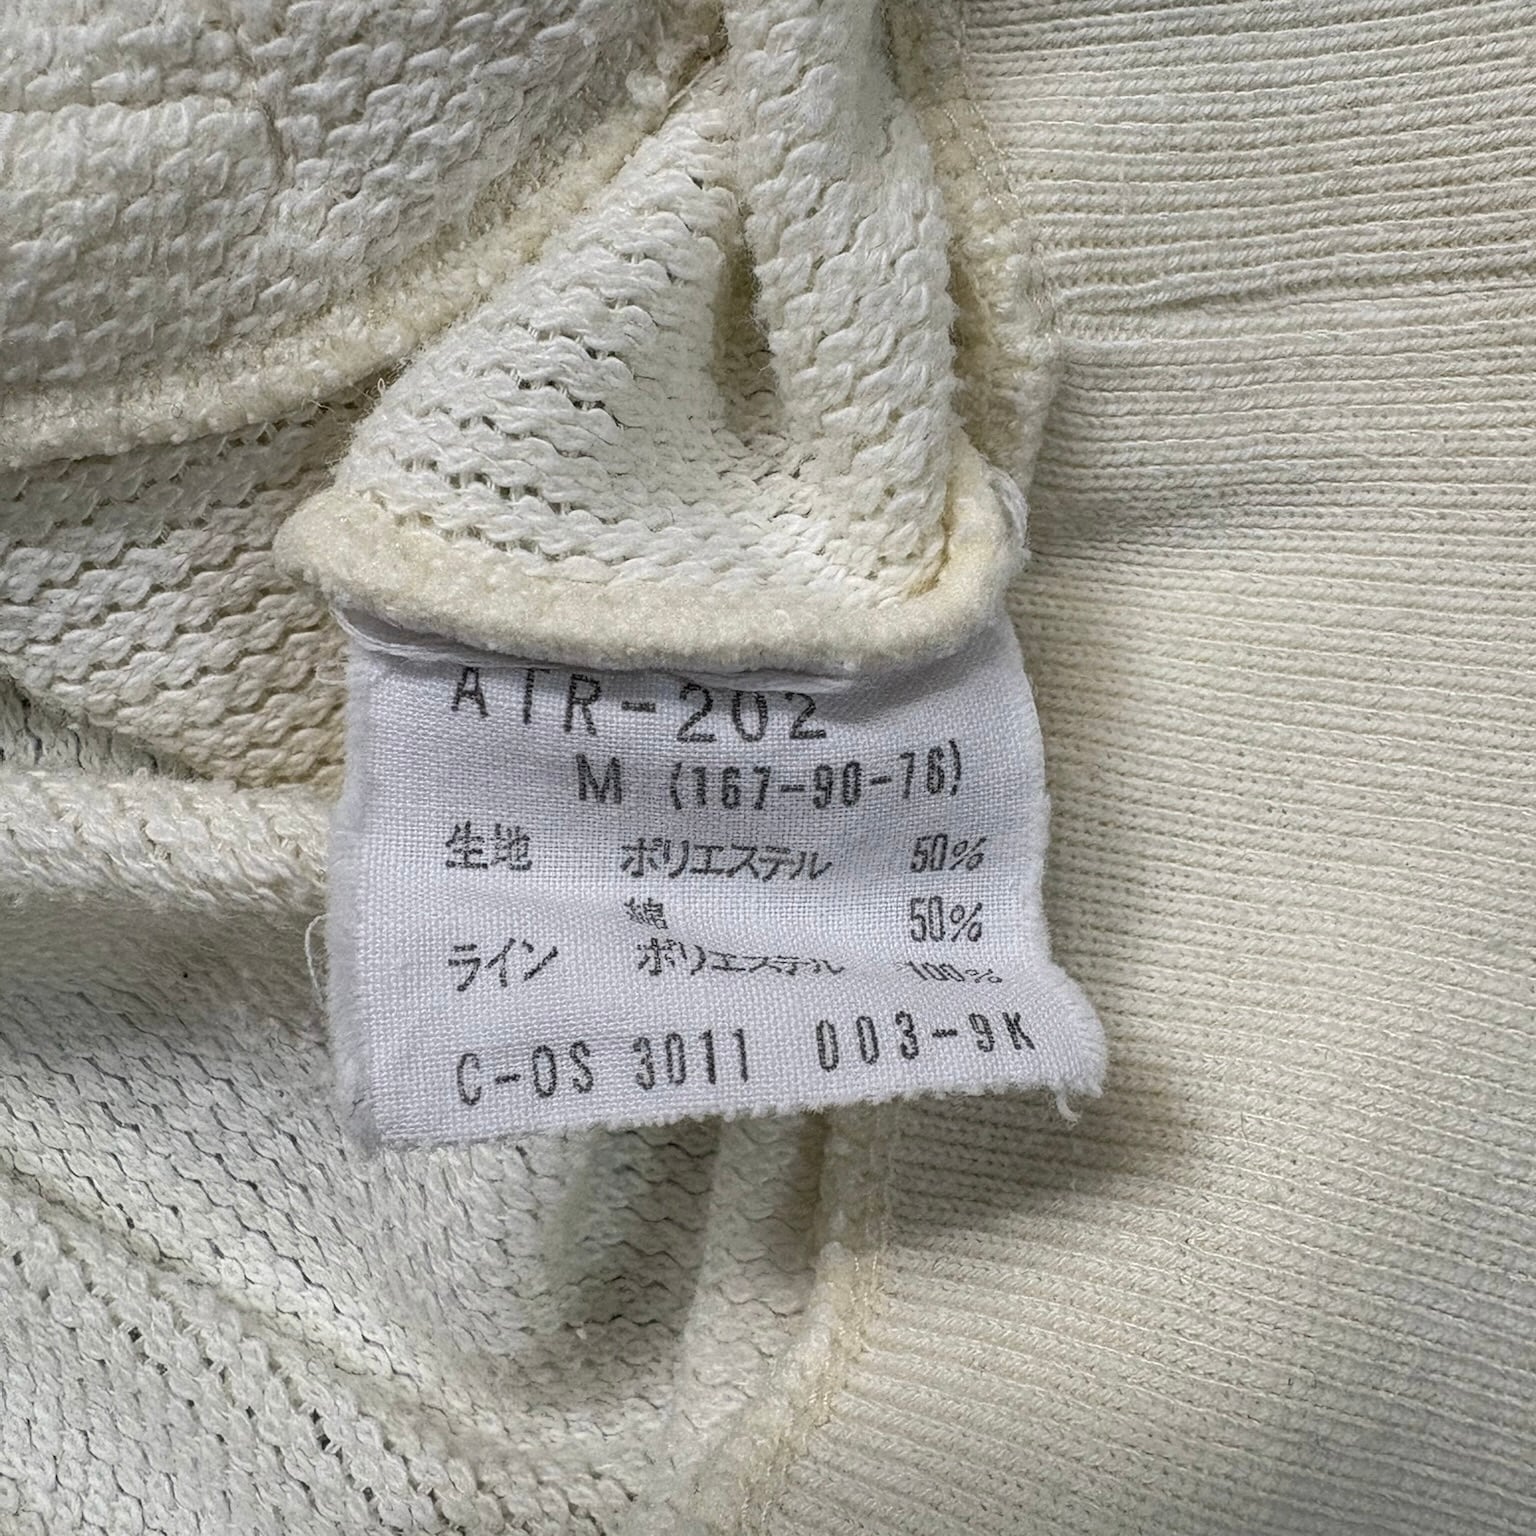 ATR-202
M (167-90-76)
生地 ポリエステル 50%
綿 50%
ライン ポリエステル 100%
C-OS 3011 003-9K